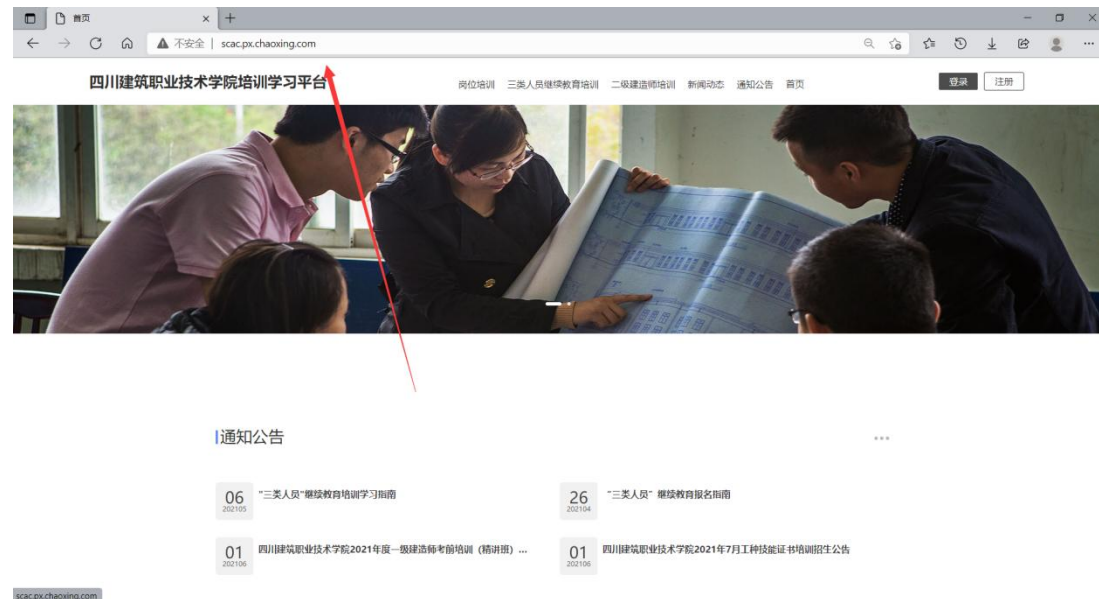 首页
不安全 | scac.px.chaoxing.com
四川建筑职业技术学院培训学习平台
岗位培训 三类人员继续教育培训 二级建造师培训 新闻动态 通知公告 首页
登录 注册
通知公告
06
202105
"三类人员"继续教育培训学习指南
26
202104
"三类人员" 继续教育报名指南
01
202106
四川建筑职业技术学院2021年度一级建造师考前培训（精讲班）...
01
202106
四川建筑职业技术学院2021年7月工种技能证书培训招生公告
scac.px.chaoxing.com